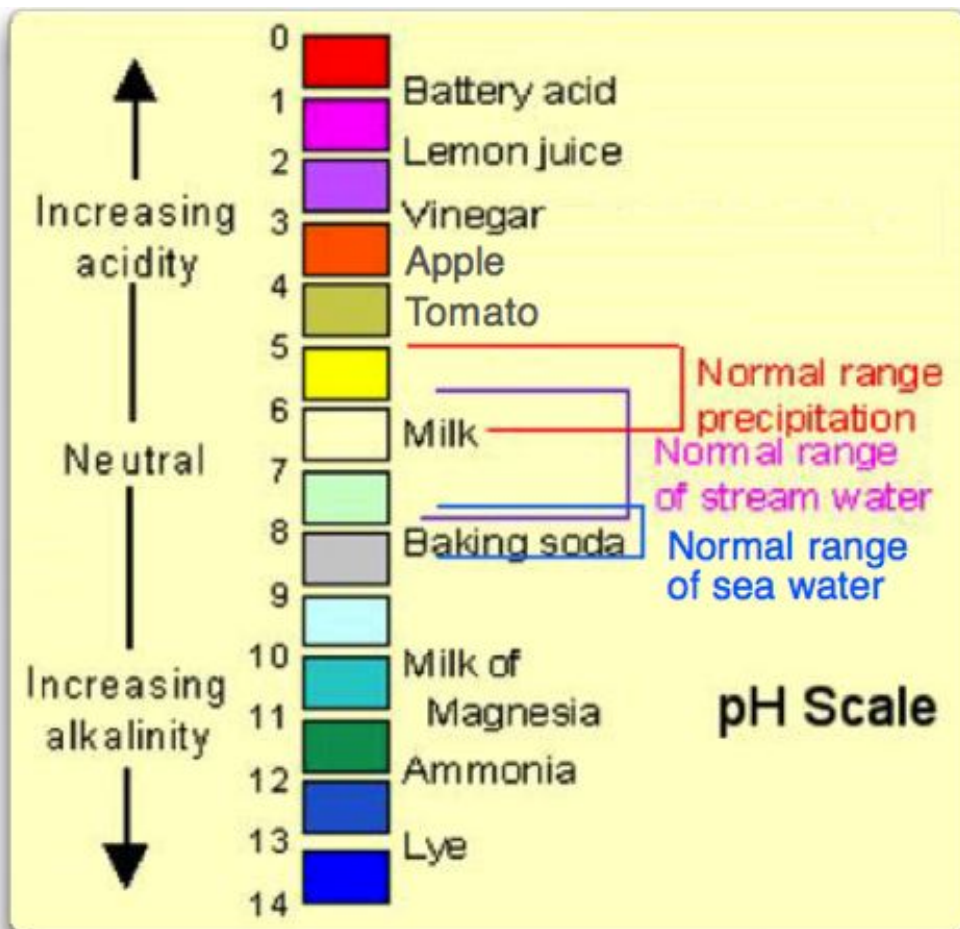 0
Battery acid
1
Lemon juice
2
Increasing
acidity
3
Vinegar
Apple
4
Tomato
5
Normal range
precipitation
6
Milk
Neutral
Normal range
of stream water
7
8
Baking soda
Normal range
of sea water
9
10
Milk of
Magnesia
Increasing
alkalinity
pH Scale
11
Ammonia
12
13
Lye
14